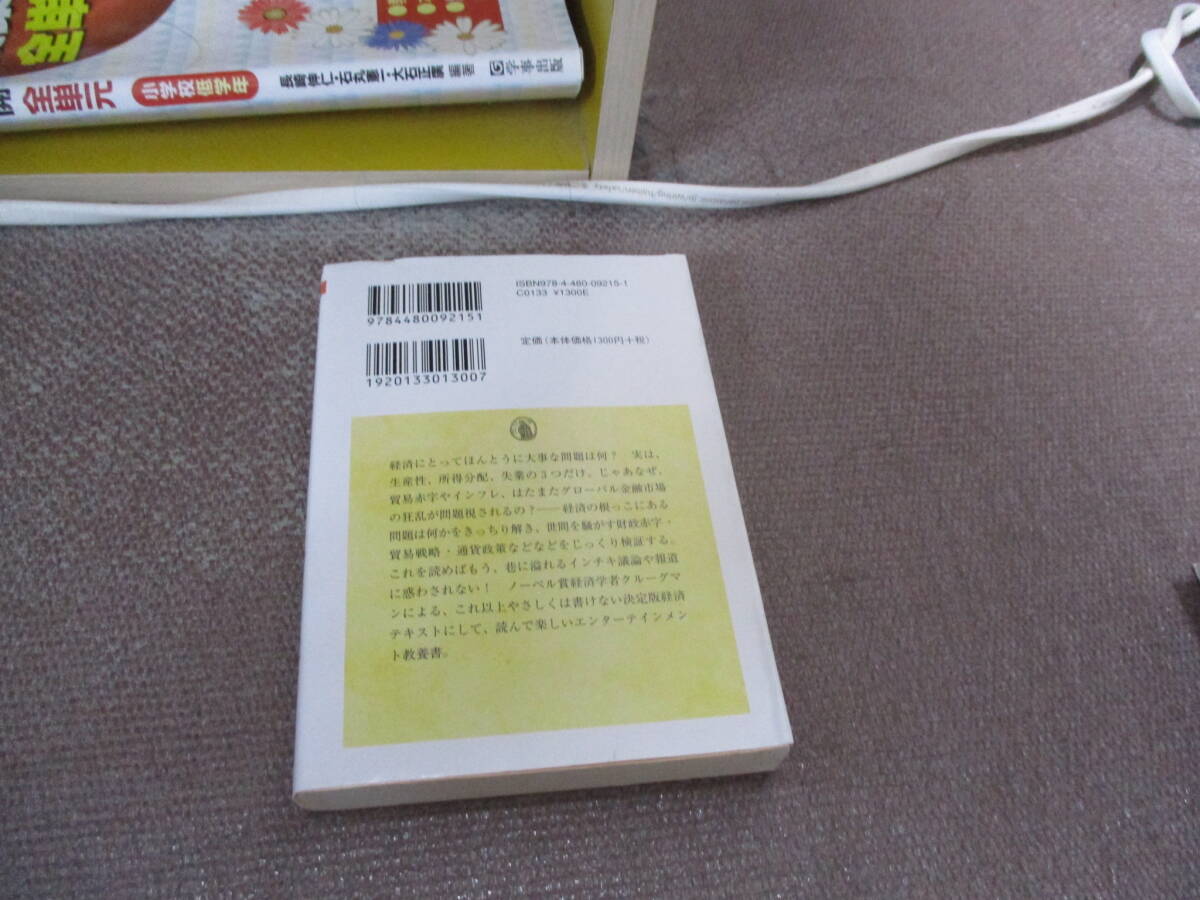 全単
開 全単元 小学校低学年 長﨑伸仁・石丸憲一・大石正廣 編著 学事出版
ISBN978-4-480-09215-1
C0133 ¥1300E
9784480092151
定価(本体価格1300円+税)
1920133013007
経済にとってほんとうに大事な問題は何? 実は、
生産性、所得分配、失業の3つだけ。じゃあなぜ、
貿易赤字やインフレ、はたまたグローバル金融市場
の狂乱が問題視されるの?——経済の根っこにある
問題は何かをきっちり解き、世間を騒がす財政赤字・
貿易戦略・通貨政策などなどをじっくり検証する。
これを読めばもう、巷に溢れるインチキ議論や報道
に惑わされない! ノーベル賞経済学者クルーグマ
ンによる、これ以上やさしくは書けない決定版経済
テキストにして、読んで楽しいエンターテインメン
ト教養書。